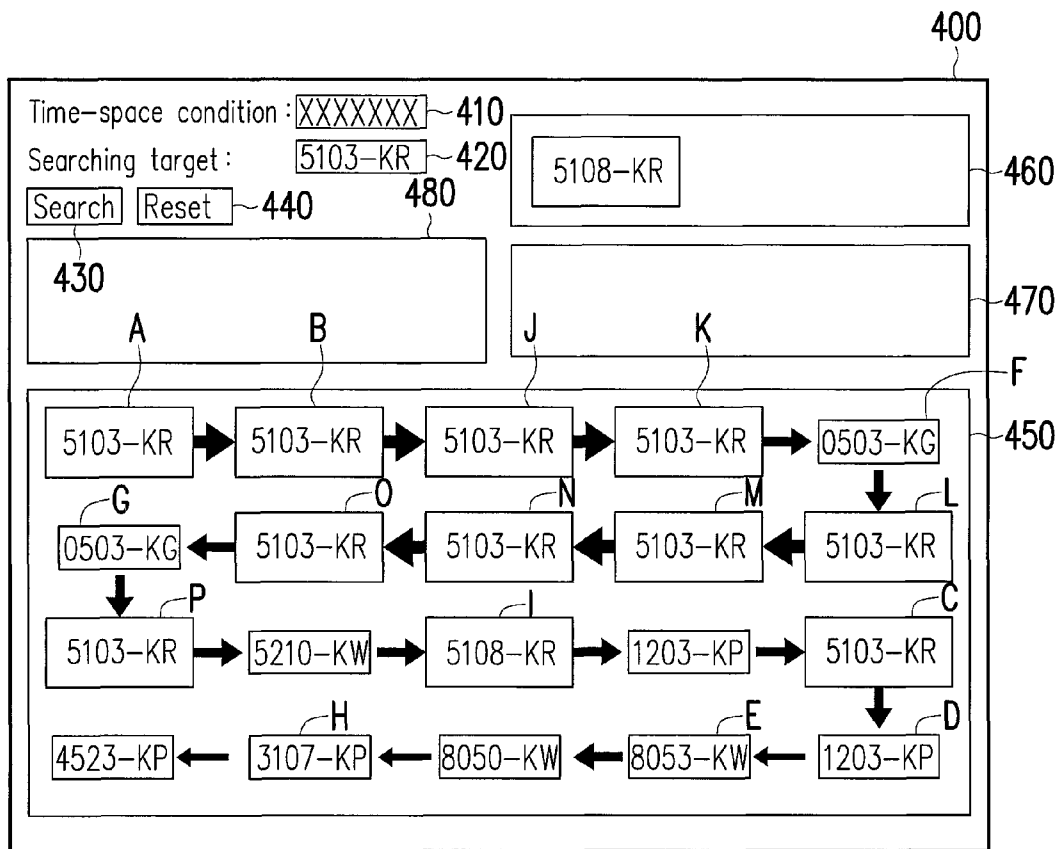 400
Time-space condition : XXXXXXX 410
Searching target : 5103-KR 420
5108-KR 460
Search Reset 440 480
430
470
A B J K F
5103-KR 5103-KR 5103-KR 5103-KR 0503-KG 450
G O N M L
0503-KG 5103-KR 5103-KR 5103-KR 5103-KR
P I C
5103-KR 5210-KW 5108-KR 1203-KP 5103-KR
H E D
4523-KP 3107-KP 8050-KW 8053-KW 1203-KP